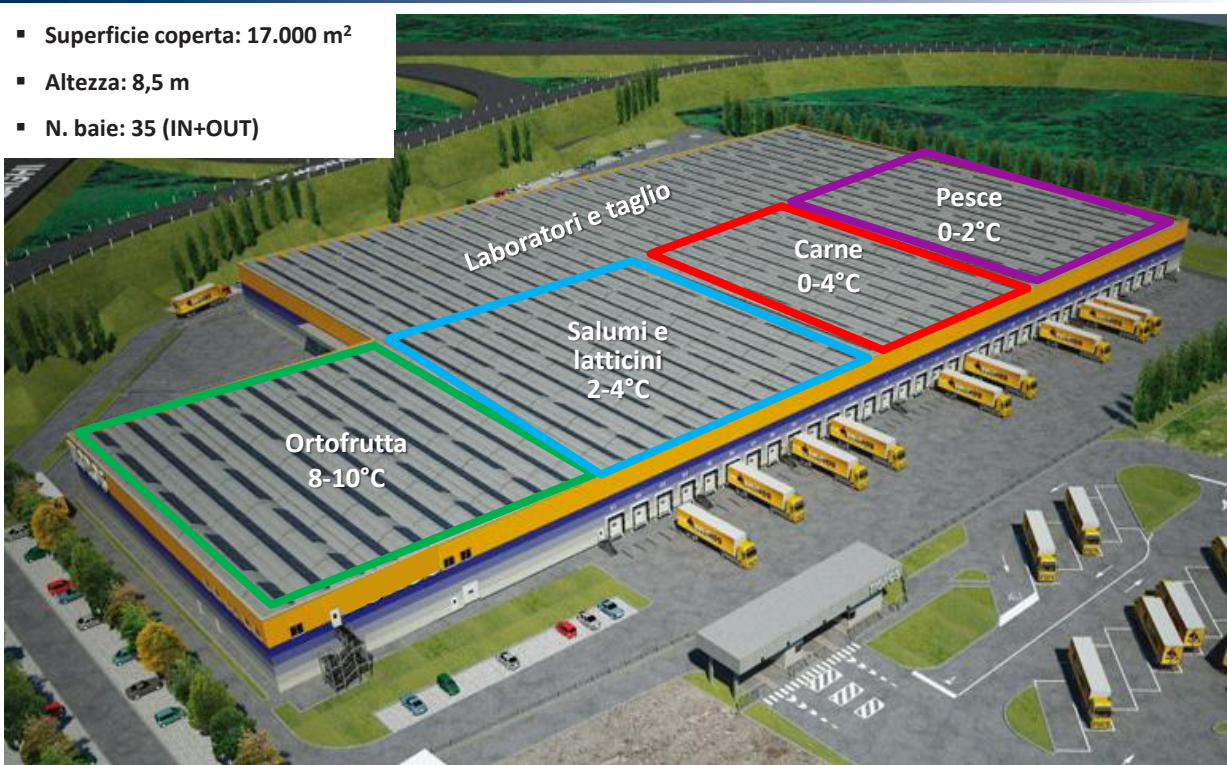 ▪ Superficie coperta: 17.000 m²
▪ Altezza: 8,5 m
▪ N. baie: 35 (IN+OUT)
Laboratori e taglio
Pesce
0-2°C
Carne
0-4°C
Salumi e
latticini
2-4°C
Ortofrutta
8-10°C